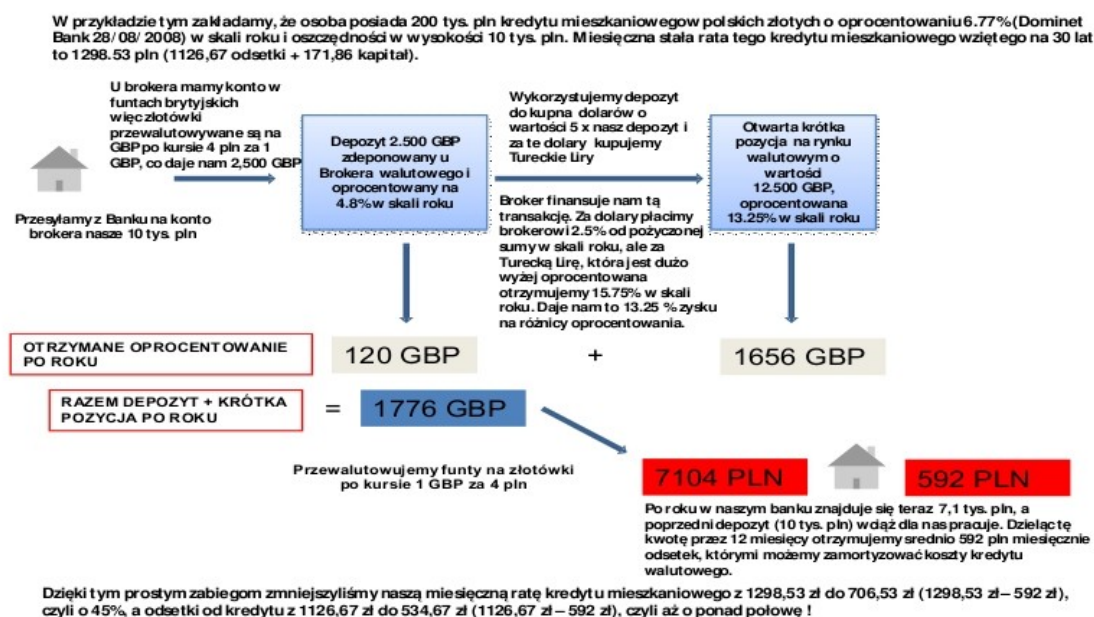 W przykładzie tym zakładamy, że osoba posiada 200 tys. pln kredytu mieszkaniowego w polskich złotych o oprocentowaniu 6.77% (Dominet
Bank 28/08/2008) w skali roku i oszczędności w wysokości 10 tys. pln. Miesięczna stała rata tego kredytu mieszkaniowego wziętego na 30 lat
to 1298.53 pln (1126,67 odsetki + 171,86 kapitał).
U brokera mamy konto w
funtach brytyjskich
więc złotówki
przewalutowywane są na
GBP po kursie 4 pln za 1
GBP, co daje nam 2,500 GBP
Przesyłamy z Banku na konto
brokera nasze 10 tys. pln
Depozyt 2.500 GBP
zdeponowany u
Brokera walutowego i
oprocentowany na
4.8% w skali roku
Wykorzystujemy depozyt
do kupna dolarów o
wartości 5 x nasz depozyt i
za te dolary kupujemy
Tureckie Liry
Broker finansuje nam tą
transakcję. Za dolary płacimy
brokerowi 2.5% od pożyczonej
sumy w skali roku, ale za
Turecką Lirę, która jest dużo
wyżej oprocentowana
otrzymujemy 15.75% w skali
roku. Daje nam to 13.25 % zysku
na różnicy oprocentowania.
Otwarta krótka
pozycja na rynku
walutowym o
wartości
12.500 GBP,
oprocentowana
13.25% w skali roku
OTRZYMANE OPROCENTOWANIE
PO ROKU
120 GBP
+
1656 GBP
RAZEM DEPOZYT + KRÓTKA
POZYCJA PO ROKU
=
1776 GBP
Przewalutowujemy funty na złotówki
po kursie 1 GBP za 4 pln
7104 PLN
592 PLN
Po roku w naszym banku znajduje się teraz 7,1 tys. pln, a
poprzedni depozyt (10 tys. pln) wciąż dla nas pracuje. Dzieląc tę
kwotę przez 12 miesięcy otrzymujemy srednio 592 pln miesięcznie
odsetek, którymi możemy zamortyzować koszty kredytu
walutowego.
Dzięki tym prostym zabiegom zmniejszyliśmy naszą miesięczną ratę kredytu mieszkaniowego z 1298,53 zł do 706,53 zł (1298,53 zł – 592 zł),
czyli o 45%, a odsetki od kredytu z 1126,67 zł do 534,67 zł (1126,67 zł – 592 zł), czyli aż o ponad połowę !